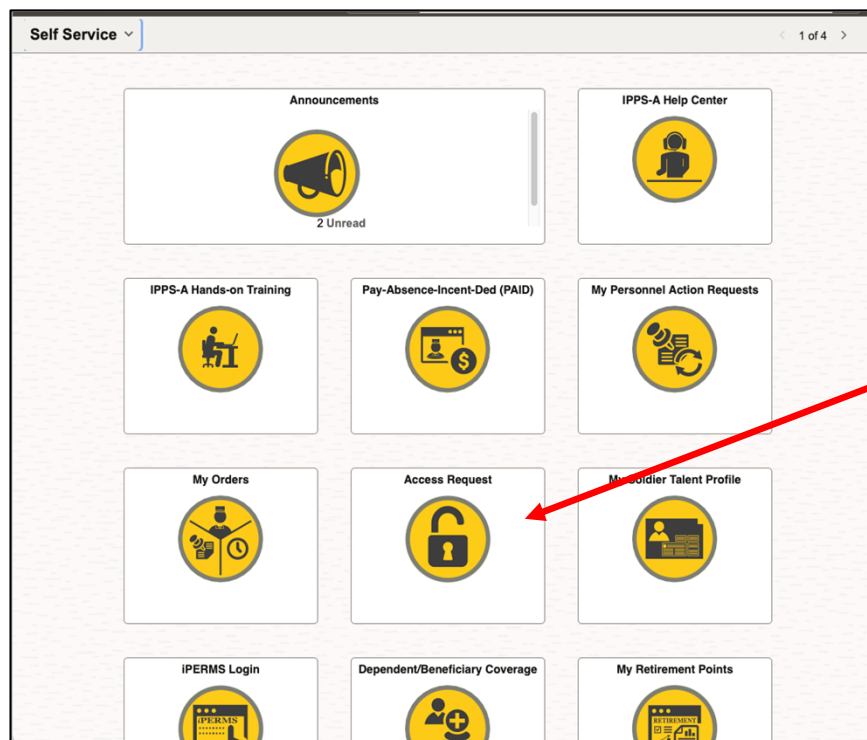 Self Service
1 of 4
Announcements
2 Unread
IPPS-A Help Center
IPPS-A Hands-on Training
Pay-Absence-Incent-Ded (PAID)
My Personnel Action Requests
My Orders
Access Request
My Soldier Talent Profile
iPERMS Login
iPERMS
Dependent/Beneficiary Coverage
My Retirement Points
RETIREMENT